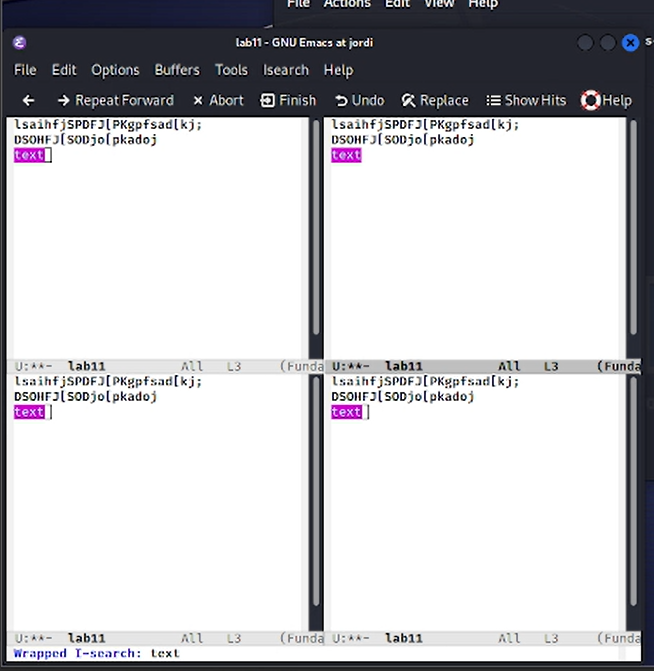 File Actions Edit View Help
lab11 - GNU Emacs at jordi
File Edit Options Buffers Tools Isearch Help
Repeat Forward Abort Finish Undo Replace Show Hits Help
lsaihfjSPDFJ[PKgpfsad[kj;
DSOHFJ[SODjo[pkadoj
text
U:**- lab11 All L3 (Funda
lsaihfjSPDFJ[PKgpfsad[kj;
DSOHFJ[SODjo[pkadoj
text
U:**- lab11 All L3 (Funda
lsaihfjSPDFJ[PKgpfsad[kj;
DSOHFJ[SODjo[pkadoj
text
U:**- lab11 All L3 (Funda
lsaihfjSPDFJ[PKgpfsad[kj;
DSOHFJ[SODjo[pkadoj
text
U:**- lab11 All L3 (Funda
Wrapped I-search: text